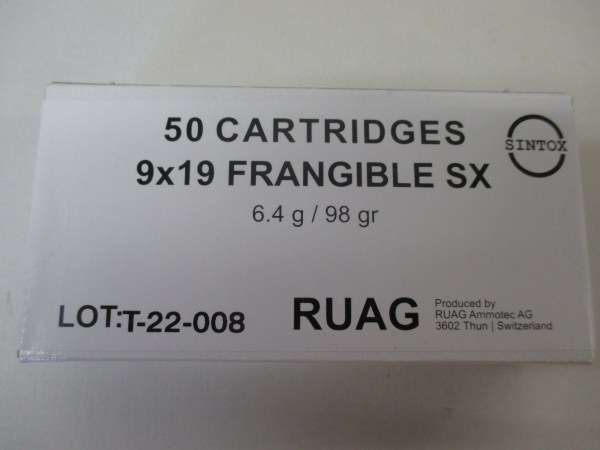 50 CARTRIDGES
9x19 FRANGIBLE SX
6.4 g / 98 gr
SINTOX
LOT:T-22-008
RUAG
Produced by
RUAG Ammotec AG
3602 Thun | Switzerland